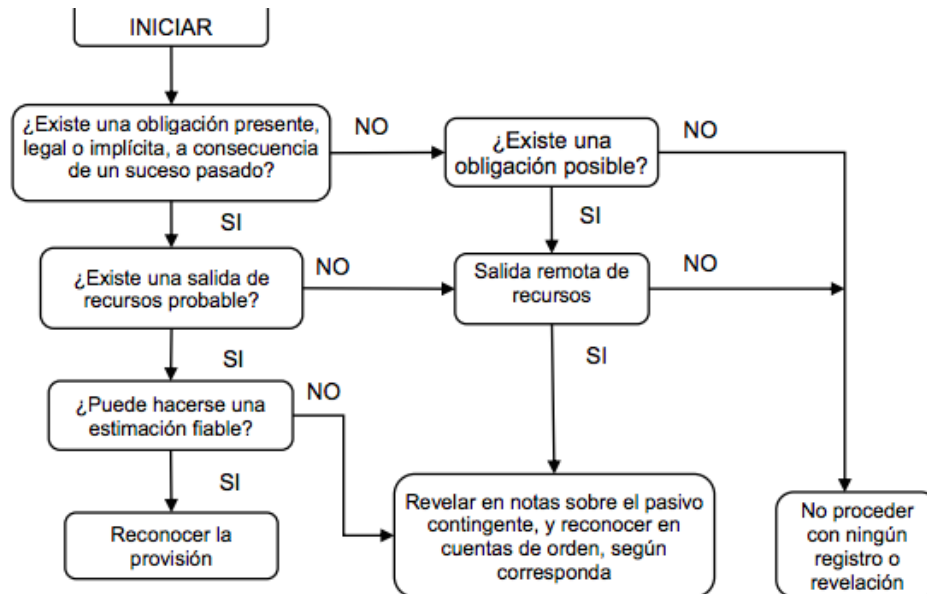 INICIAR
¿Existe una obligación presente,
legal o implícita, a consecuencia
de un suceso pasado?
NO
¿Existe una
obligación posible?
NO
SI
SI
¿Existe una salida de
recursos probable?
NO
Salida remota de
recursos
NO
SI
SI
¿Puede hacerse una
estimación fiable?
NO
SI
Reconocer la
provisión
Revelar en notas sobre el pasivo
contingente, y reconocer en
cuentas de orden, según
corresponda
No proceder
con ningún
registro o
revelación